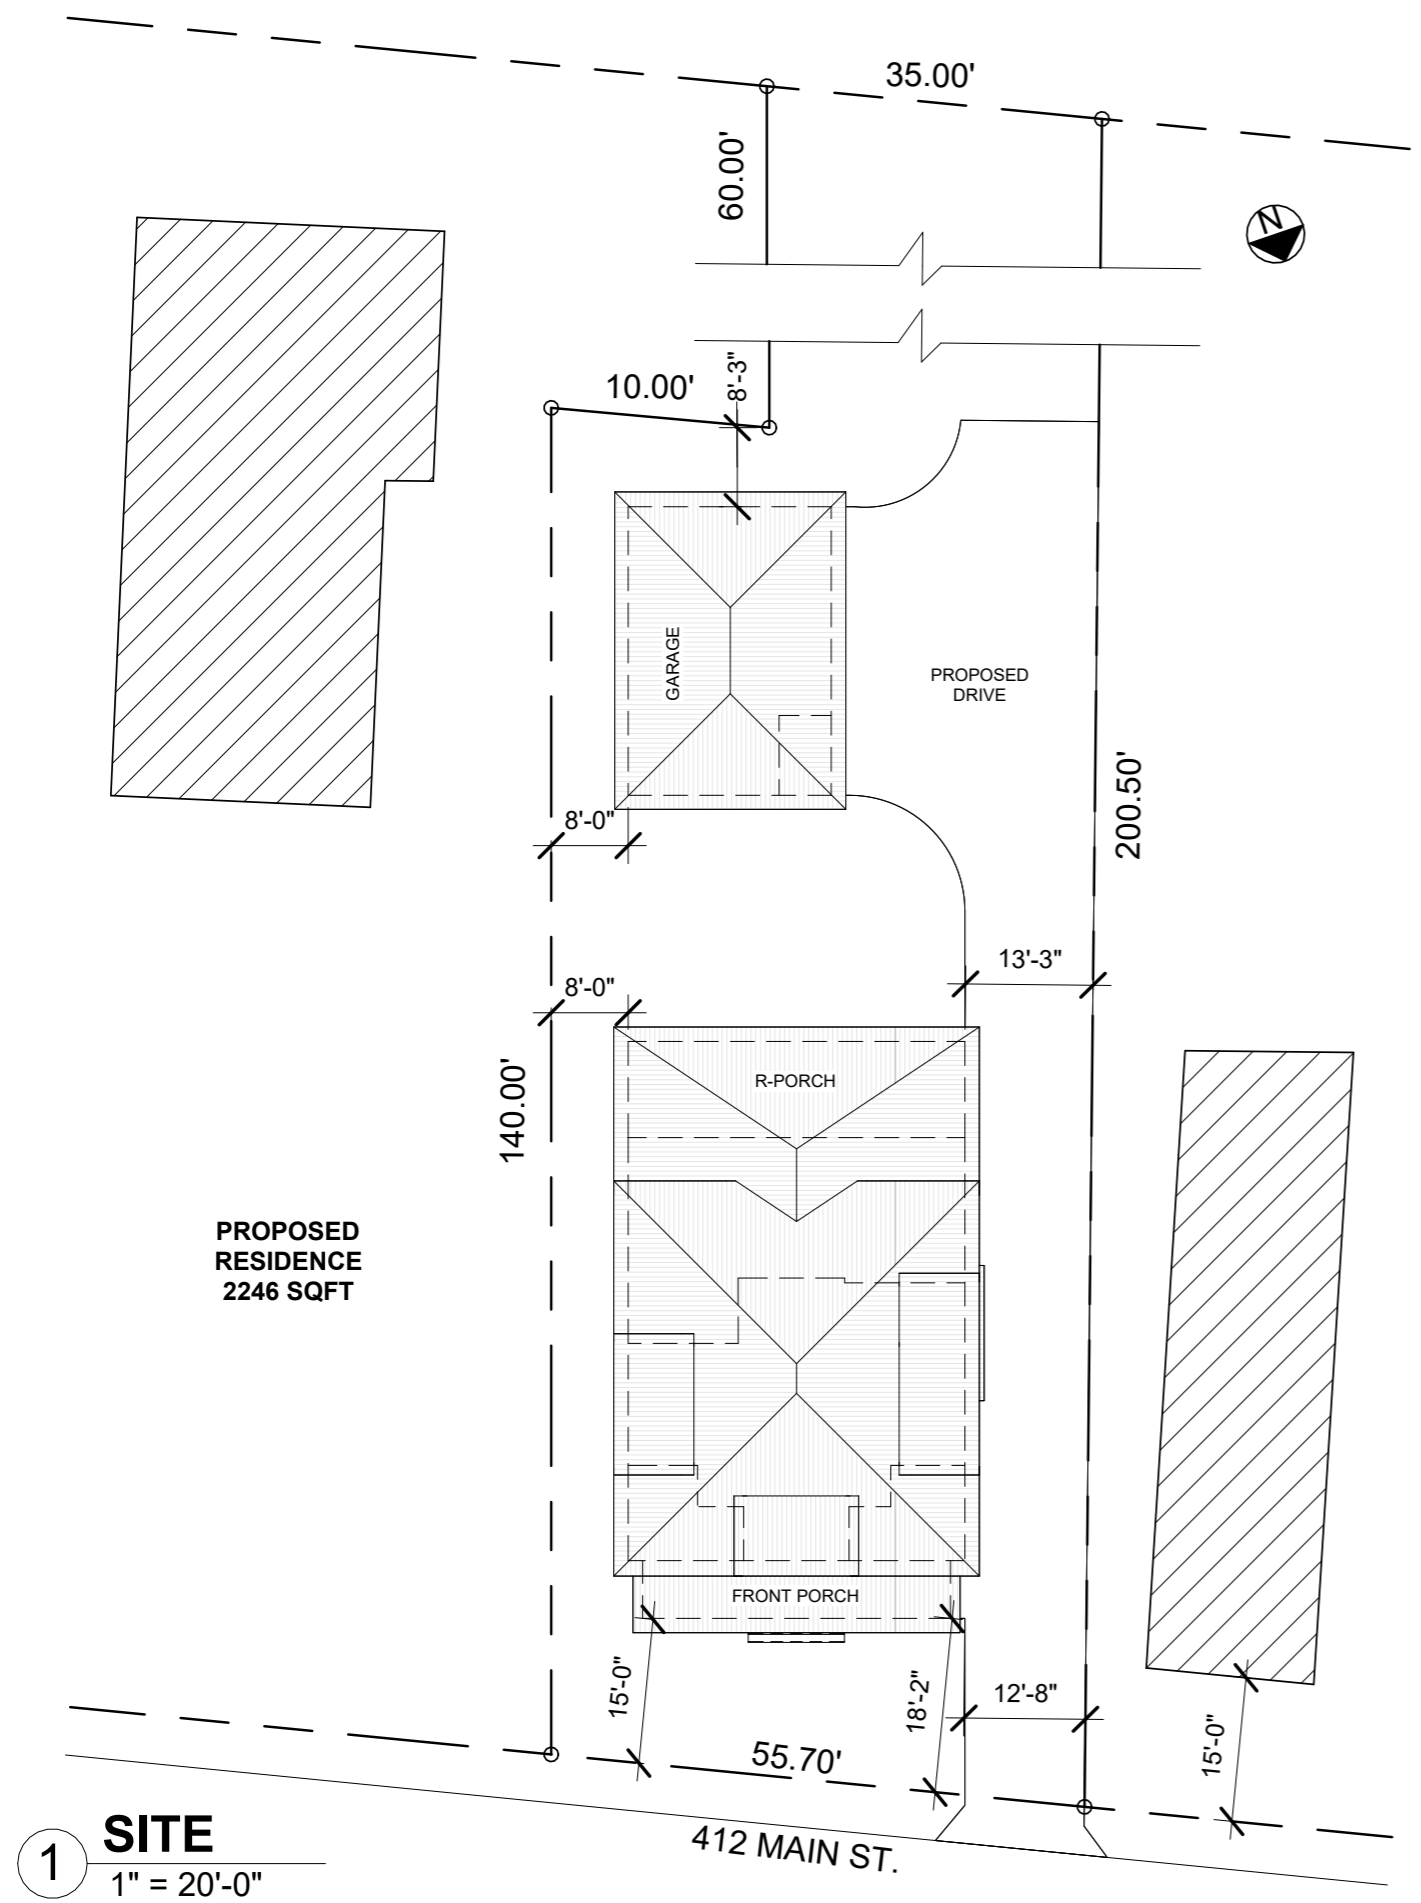 35.00'
60.00'
N
10.00'
8'-3"
GARAGE
PROPOSED
DRIVE
200.50'
8'-0"
13'-3"
8'-0"
140.00'
R-PORCH
PROPOSED
RESIDENCE
2246 SQFT
FRONT PORCH
15'-0"
18'-2"
12'-8"
15'-0"
55.70'
412 MAIN ST.
1
SITE
1" = 20'-0"